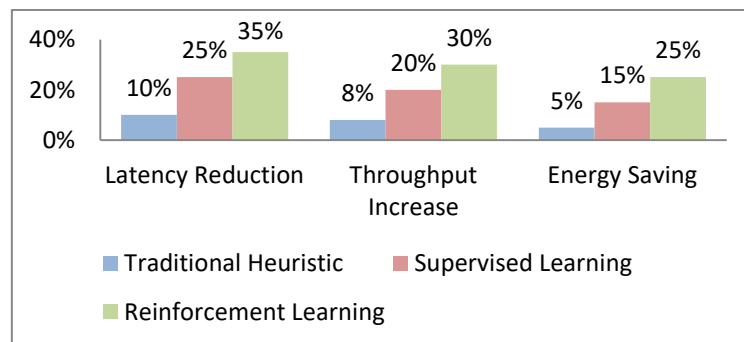 40%
20%
0%
10%
25%
35%
8%
20%
30%
5%
15%
25%
Latency Reduction
Throughput
Increase
Energy Saving
Traditional Heuristic
Supervised Learning
Reinforcement Learning